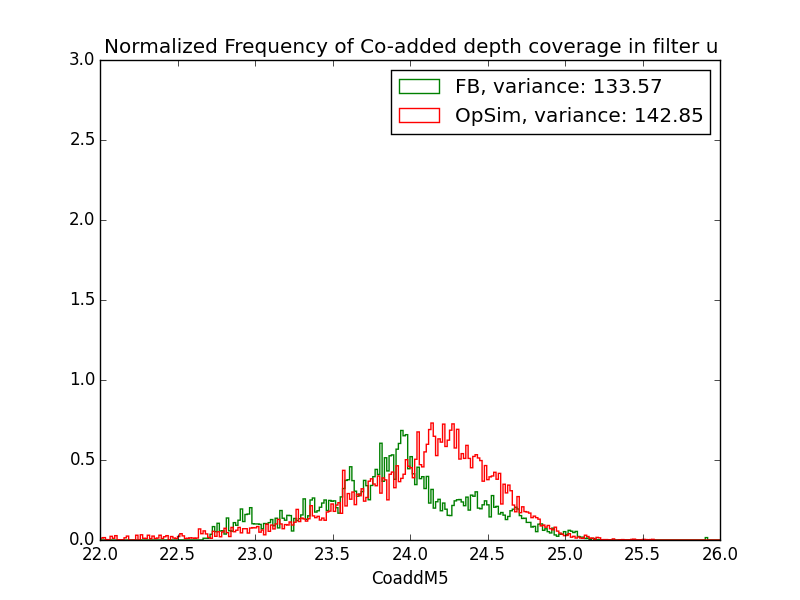 Normalized Frequency of Co-added depth coverage in filter u
FB, variance: 133.57
OpSim, variance: 142.85
3.0
2.5
2.0
1.5
1.0
0.5
0.0
22.0 22.5 23.0 23.5 24.0 24.5 25.0 25.5 26.0
CoaddM5